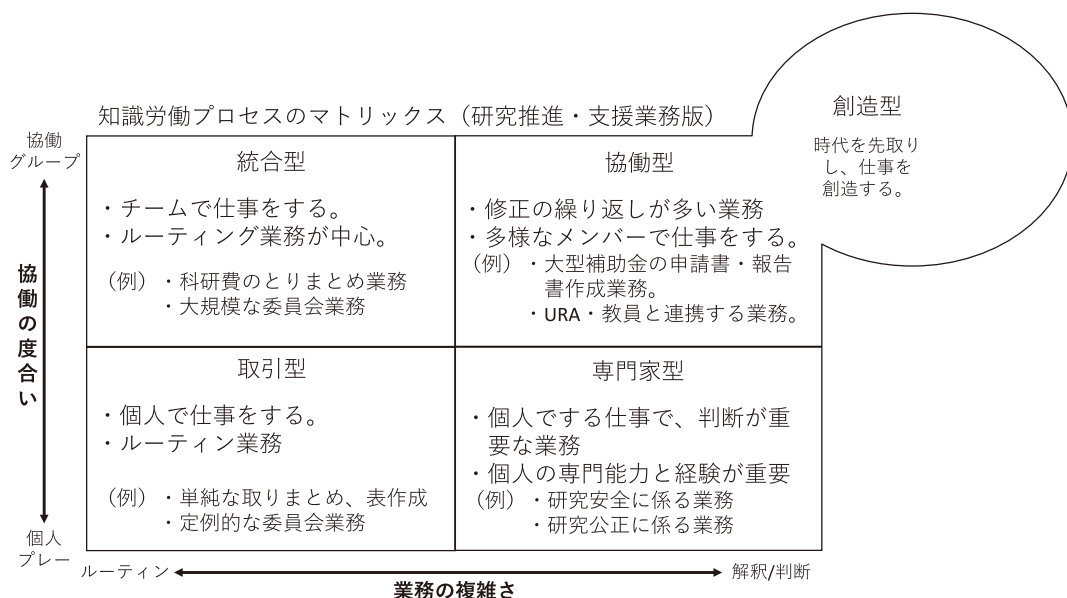 知識労働プロセスのマトリックス（研究推進・支援業務版）
創造型
時代を先取り
し、仕事を
創造する。
協働
グループ
協働の度合い
個人
プレー
統合型
・チームで仕事をする。
・ルーティング業務が中心。
（例）・科研費のとりまとめ業務
・大規模な委員会業務
協働型
・修正の繰り返しが多い業務
・多様なメンバーで仕事をする。
（例）・大型補助金の申請書・報告
書作成業務。
・URA・教員と連携する業務。
取引型
・個人で仕事をする。
・ルーティン業務
（例）・単純な取りまとめ、表作成
・定例的な委員会業務
専門家型
・個人でする仕事で、判断が重
要な業務
・個人の専門能力と経験が重要
（例）・研究安全に係る業務
・研究公正に係る業務
ルーティン
解釈/判断
業務の複雑さ